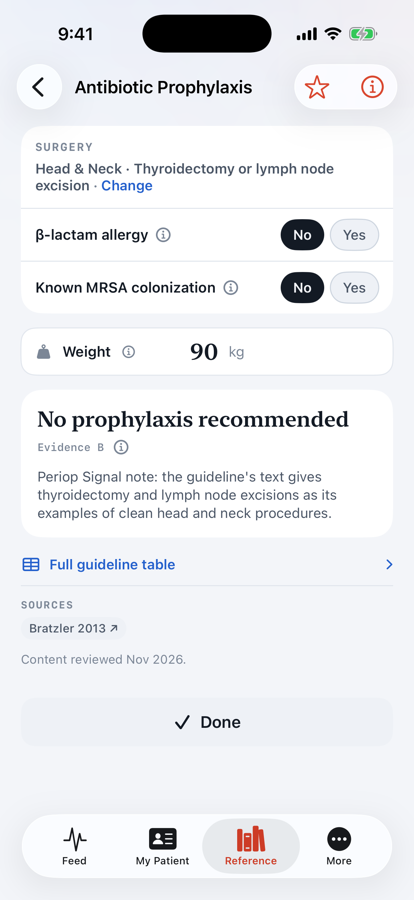 9:41
Antibiotic Prophylaxis
SURGERY
Head & Neck · Thyroidectomy or lymph node
excision · Change
β-lactam allergy
No Yes
Known MRSA colonization
No Yes
Weight 90 kg
No prophylaxis recommended
Evidence B
Periop Signal note: the guideline's text gives
thyroidectomy and lymph node excisions as its
examples of clean head and neck procedures.
Full guideline table
SOURCES
Bratzler 2013 ↗
Content reviewed Nov 2026.
Done
Feed My Patient Reference More